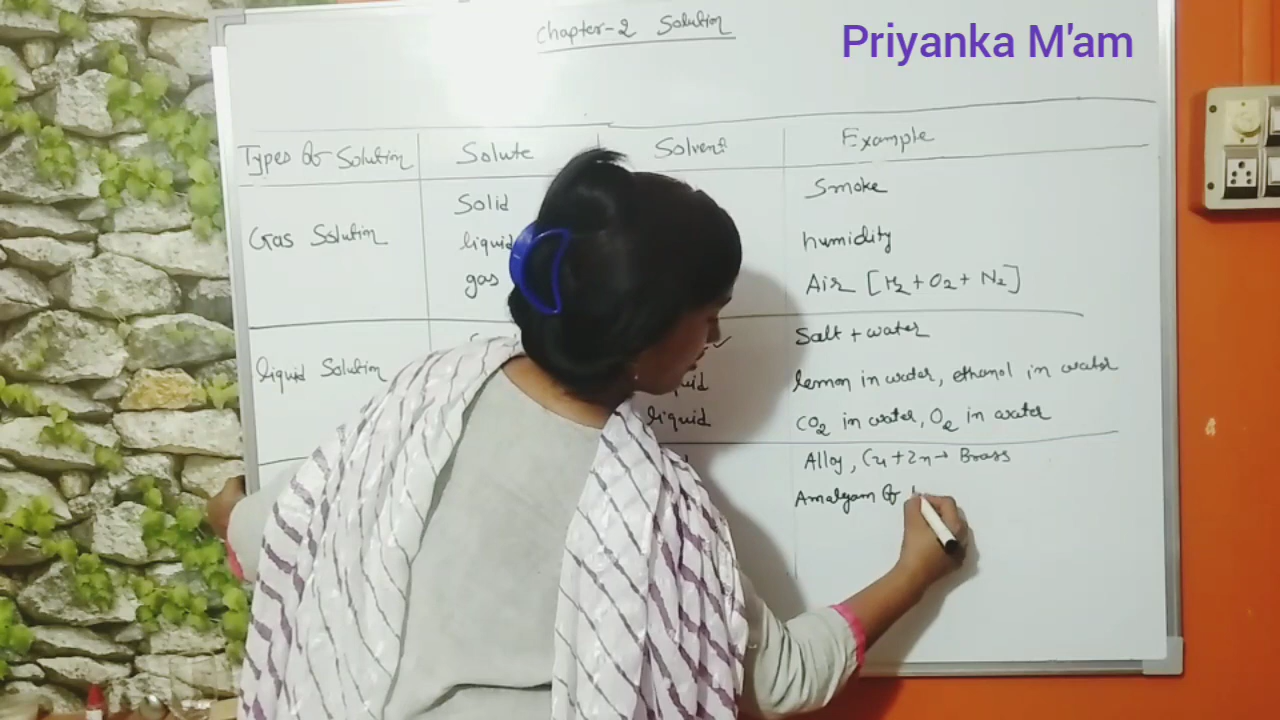 Chapter-2 Solution
Priyanka M'am
Types of Solution Solute Solvent Example
Solid Smoke
Gas Solution liquid humidity
gas Air [H2 + O2 + N2]
Salt + water
liquid Solution lemon in water, ethanol in water
liquid CO2 in water, O2 in water
Alloy, Cu + Zn → Brass
Amalgam of